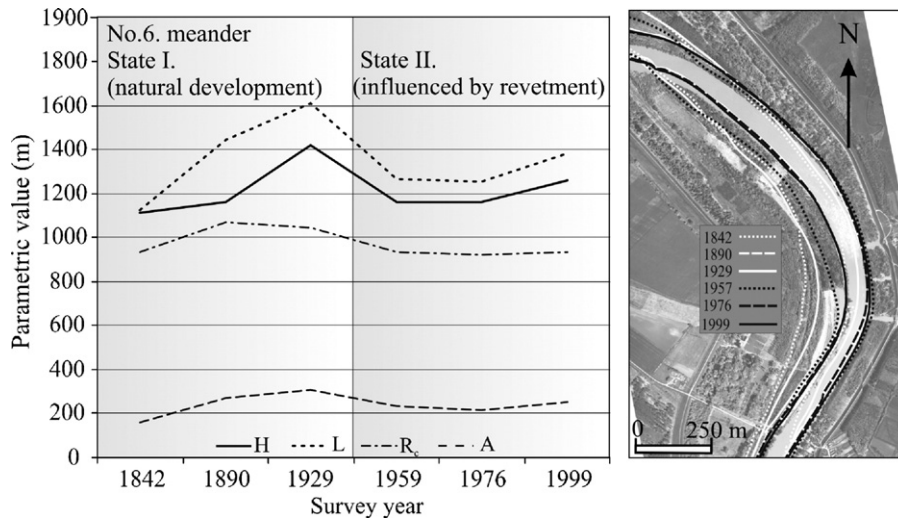 1900
1800
1600
1400
1200
1000
800
600
400
200
0
Parametric value (m)
No.6. meander
State I.
(natural development)
State II.
(influenced by revetment)
H L Rc A
1842 1890 1929 1959 1976 1999
Survey year
N
1842
1890
1929
1957
1976
1999
0 250 m